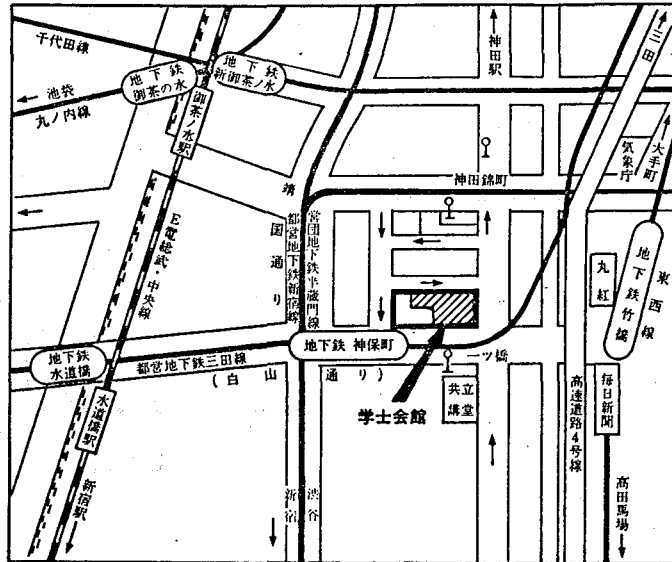 千代田線
地下鉄
新御茶ノ水
地下鉄
御茶の水
池袋
丸ノ内線
御茶ノ水駅
神田駅
三田
大手町
気象庁
神田錦町
靖国通り
都営地下鉄新宿線
営団地下鉄半蔵門線
E電総武・中央線
丸紅
東西線
地下鉄竹橋
地下鉄 神保町
一ツ橋
地下鉄
水道橋
都営地下鉄三田線
(白山通り)
共立
講堂
学士会館
高速道路4号線
毎日新聞
水道橋駅
新宿駅
新宿
渋谷
高田馬場